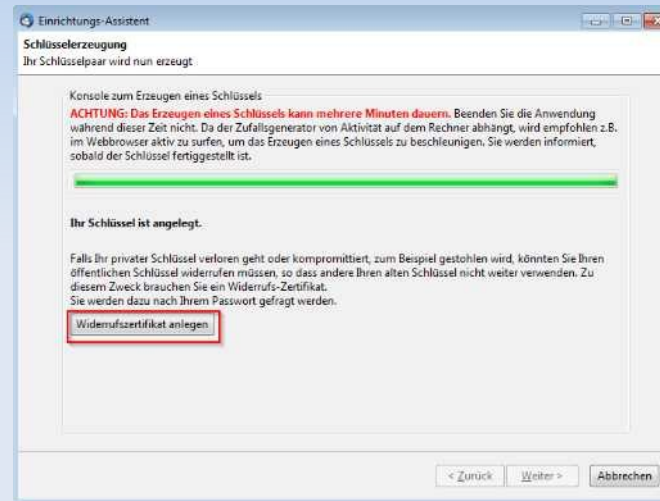 Einrichtungs-Assistent
Schlüsselerzeugung
Ihr Schlüsselpaar wird nun erzeugt
Konsole zum Erzeugen eines Schlüssels
ACHTUNG: Das Erzeugen eines Schlüssels kann mehrere Minuten dauern. Beenden Sie die Anwendung
während dieser Zeit nicht. Da der Zufallsgenerator von Aktivität auf dem Rechner abhängt, wird empfohlen z.B.
im Webbrowser aktiv zu surfen, um das Erzeugen eines Schlüssels zu beschleunigen. Sie werden informiert,
sobald der Schlüssel fertiggestellt ist.
Ihr Schlüssel ist angelegt.
Falls Ihr privater Schlüssel verloren geht oder kompromittiert, zum Beispiel gestohlen wird, könnten Sie Ihren
öffentlichen Schlüssel widerrufen müssen, so dass andere Ihren alten Schlüssel nicht weiter verwenden. Zu
diesem Zweck brauchen Sie ein Widerrufs-Zertifikat.
Sie werden dazu nach Ihrem Passwort gefragt werden.
Widerrufszertifikat anlegen
< Zurück Weiter > Abbrechen